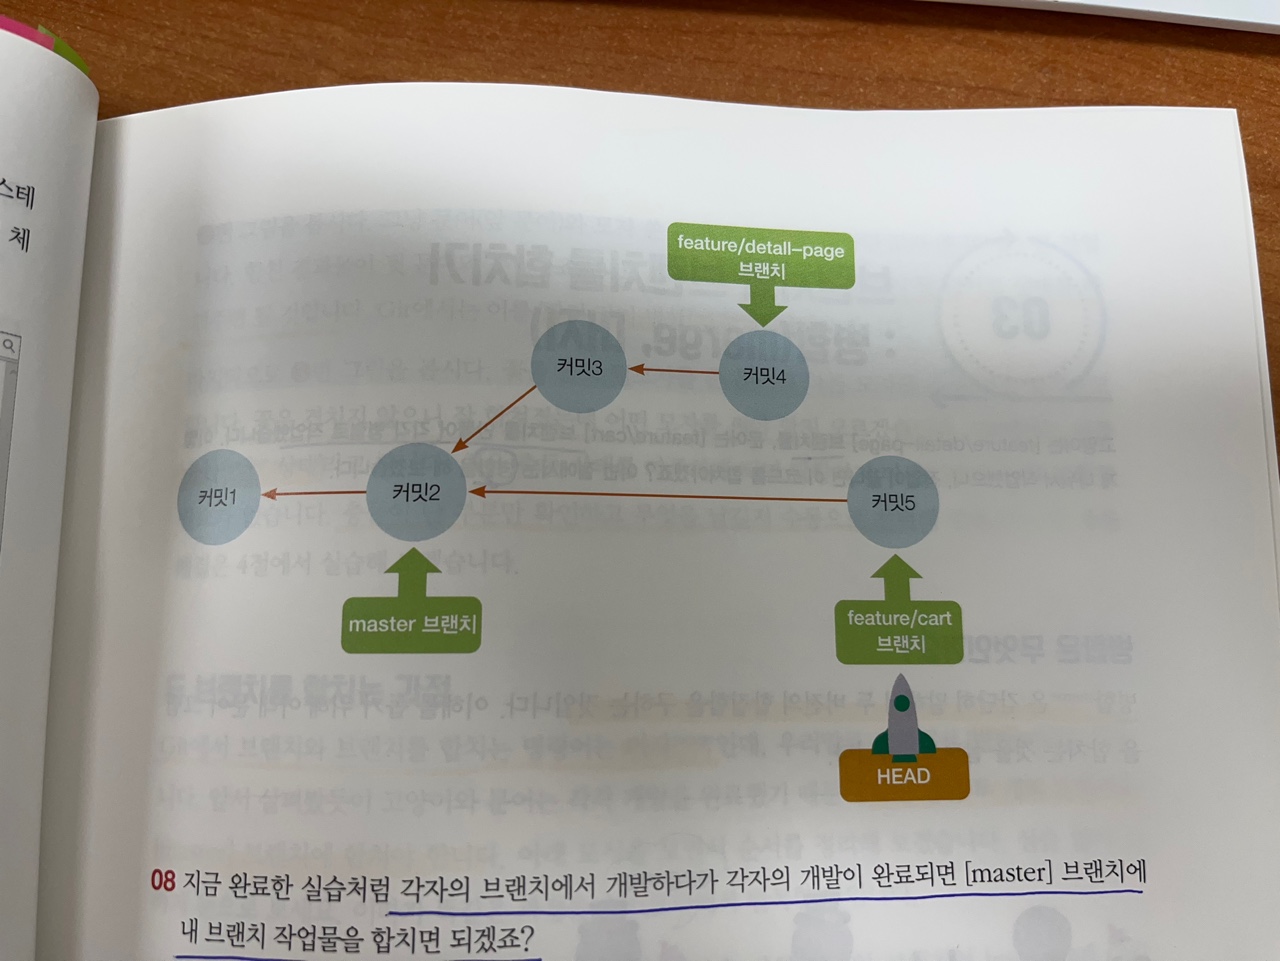 스테
체
feature/detall-page
브랜치
커밋3
커밋4
커밋1
커밋2
커밋5
master 브랜치
feature/cart
브랜치
HEAD
08 지금 완료한 실습처럼 각자의 브랜치에서 개발하다가 각자의 개발이 완료되면 [master] 브랜치에
내 브랜치 작업물을 합치면 되겠죠?